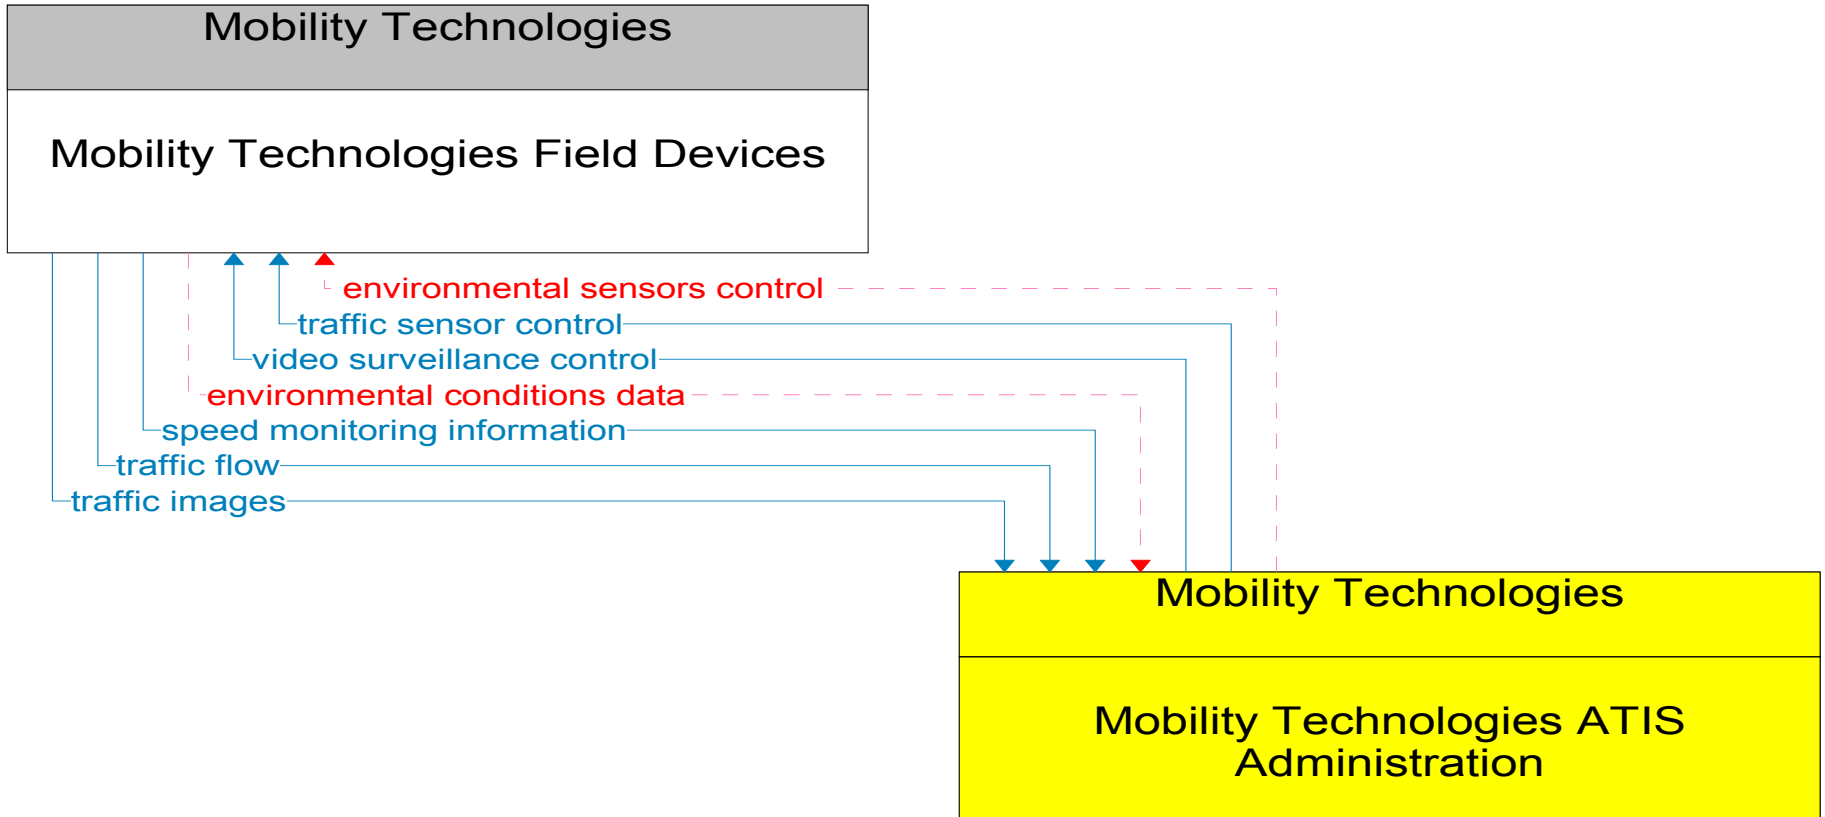 Mobility Technologies
Mobility Technologies Field Devices
environmental sensors control
traffic sensor control
video surveillance control
environmental conditions data
speed monitoring information
traffic flow
traffic images
Mobility Technologies
Mobility Technologies ATIS
Administration